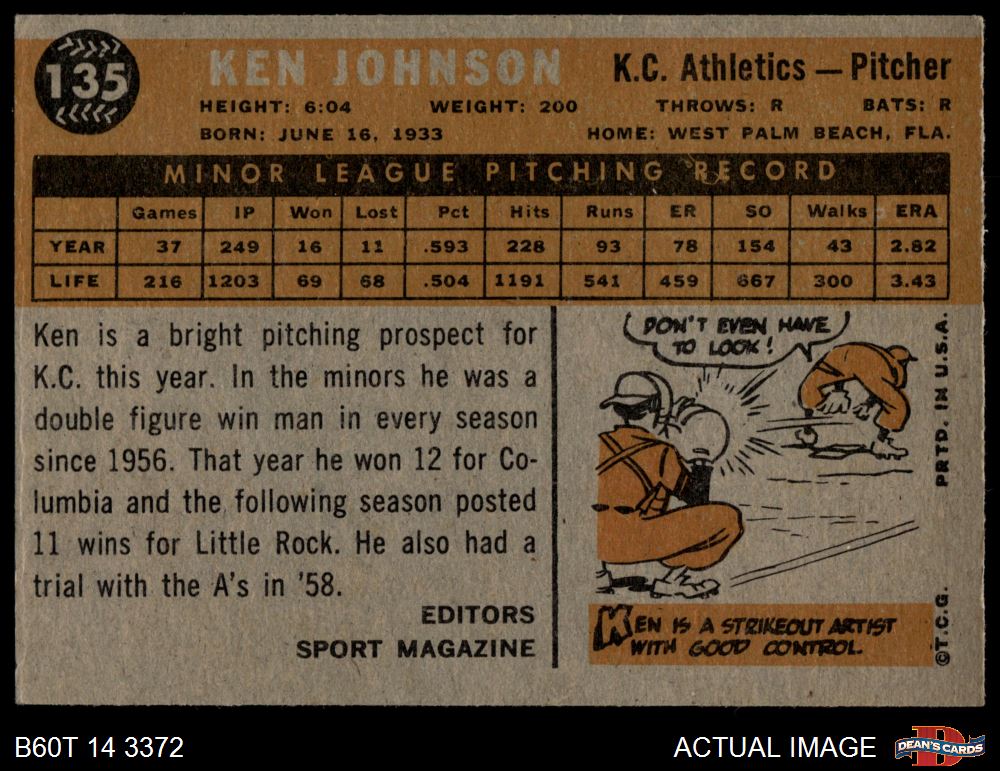 135
KEN JOHNSON
K.C. Athletics — Pitcher
HEIGHT: 6:04 WEIGHT: 200 THROWS: R BATS: R
BORN: JUNE 16, 1933 HOME: WEST PALM BEACH, FLA.
MINOR LEAGUE PITCHING RECORD
Games IP Won Lost Pct Hits Runs ER SO Walks ERA
YEAR 37 249 16 11 .593 228 93 78 154 43 2.82
LIFE 216 1203 69 68 .504 1191 541 459 667 300 3.43
Ken is a bright pitching prospect for
K.C. this year. In the minors he was a
double figure win man in every season
since 1956. That year he won 12 for Co-
lumbia and the following season posted
11 wins for Little Rock. He also had a
trial with the A's in '58.
EDITORS
SPORT MAGAZINE
DON'T EVEN HAVE
TO LOOK!
KEN IS A STRIKEOUT ARTIST
WITH GOOD CONTROL.
PRTD. IN U.S.A.
©T.C.G.
B60T 14 3372
ACTUAL IMAGE
D
DEAN'S CARDS